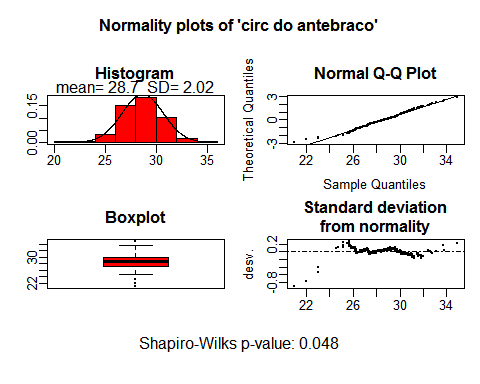 Normality plots of 'circ do antebraco'
Histogram
mean= 28.7 SD= 2.02
0.00 0.15
20 25 30 35
Normal Q-Q Plot
Theoretical Quantiles
-3 0 3
22 26 30 34
Sample Quantiles
Boxplot
22 30
Standard deviation
from normality
desv.
-0.8 0.2
22 26 30 34
Shapiro-Wilks p-value: 0.048